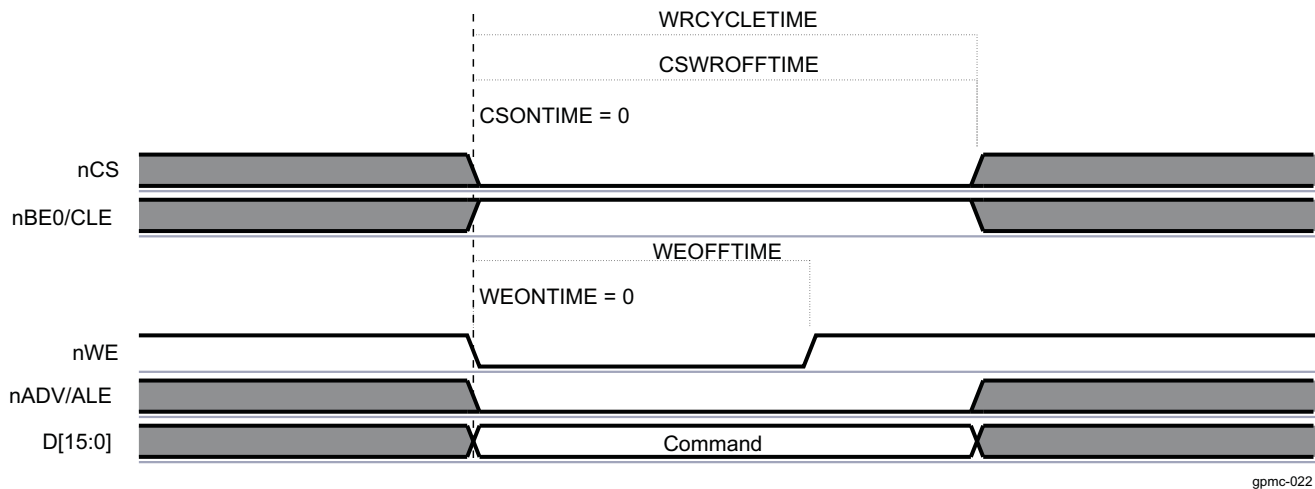 WRCYCLETIME
CSWROFFTIME
CSONTIME = 0
nCS
nBE0/CLE
WEOFFTIME
WEONTIME = 0
nWE
nADV/ALE
D[15:0]
Command
gpmc-022